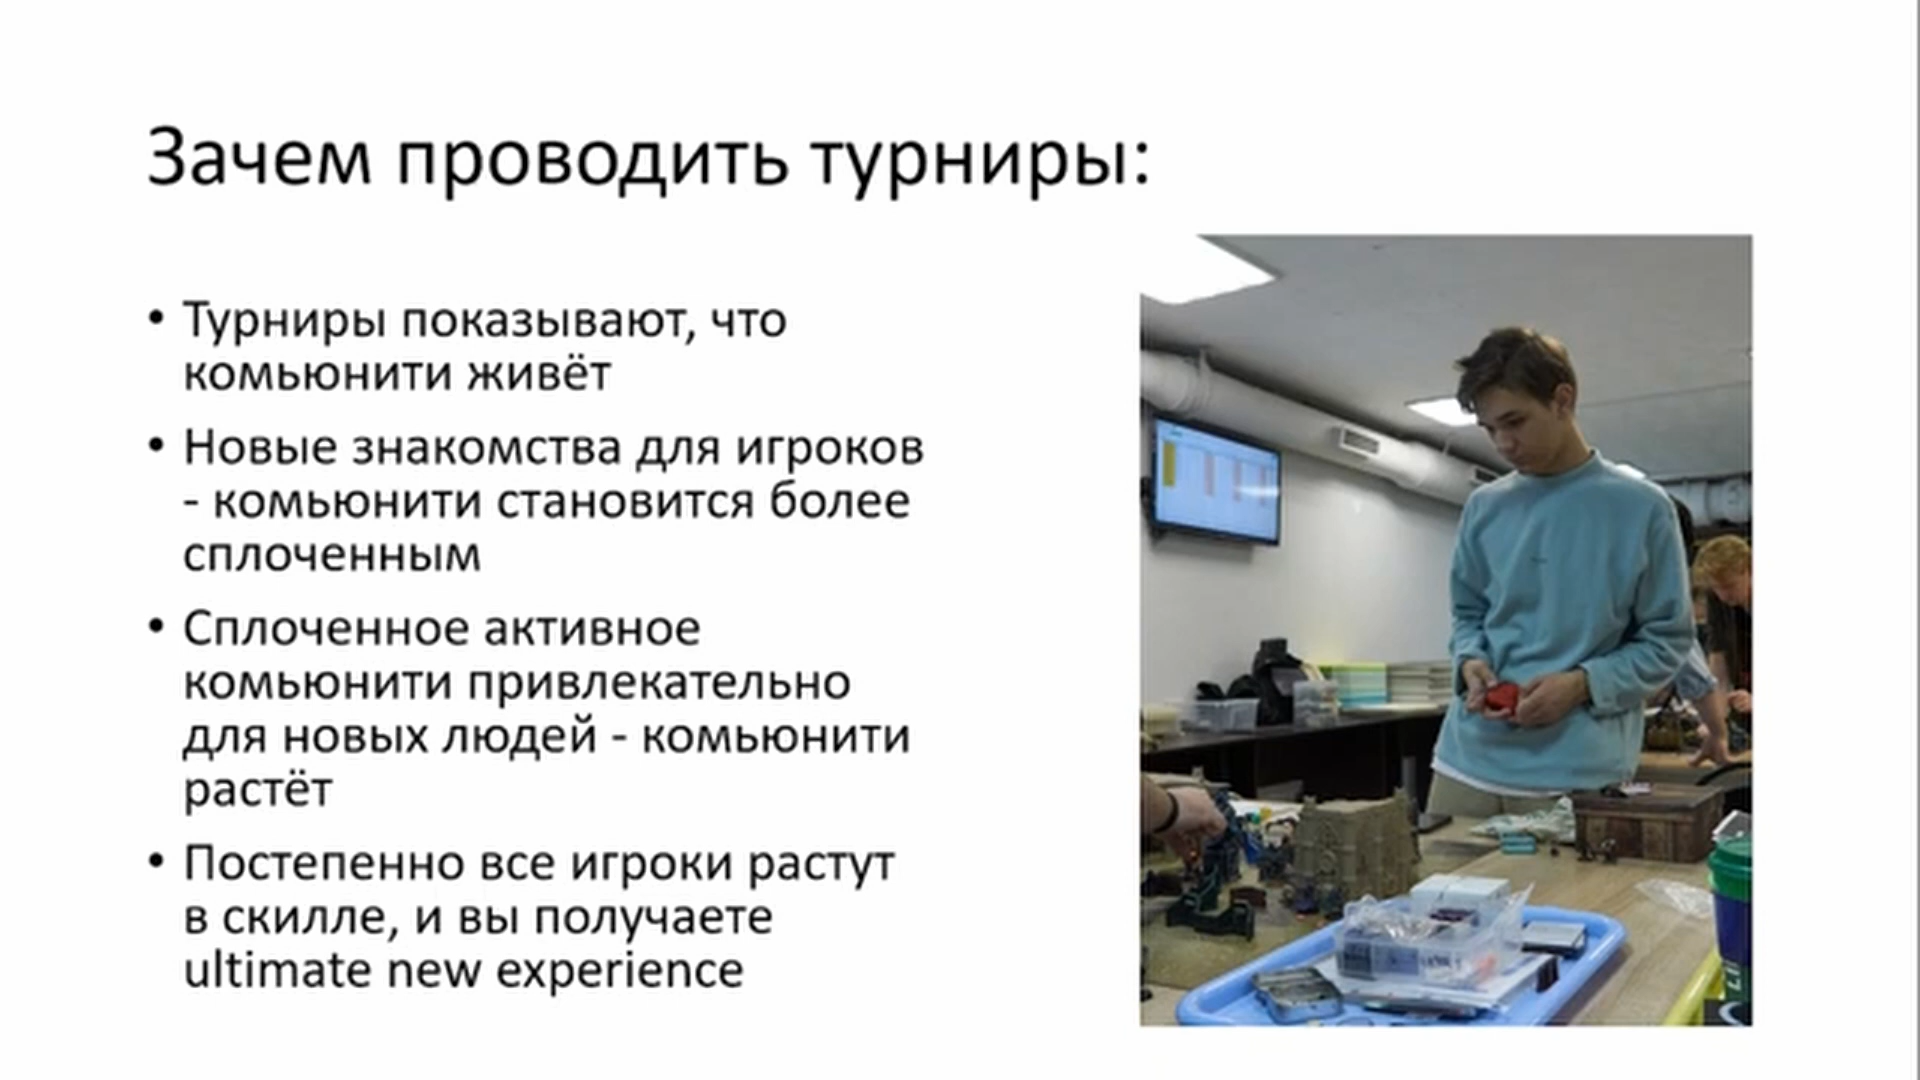 Зачем проводить турниры:
• Турниры показывают, что
комьюнити живёт
• Новые знакомства для игроков
- комьюнити становится более
сплоченным
• Сплоченное активное
комьюнити привлекательно
для новых людей - комьюнити
растёт
• Постепенно все игроки растут
в скилле, и вы получаете
ultimate new experience